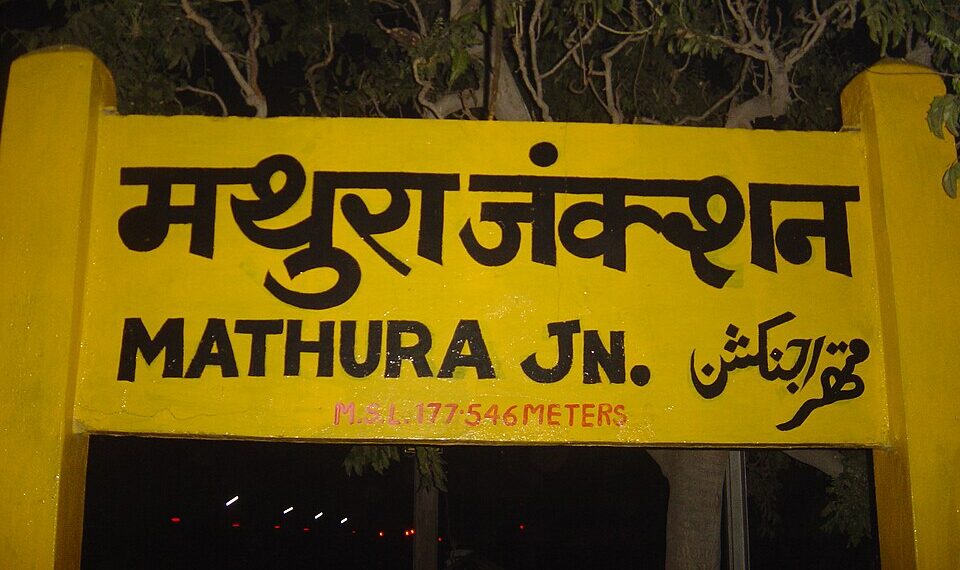 मथुरा जंक्शन
MATHURA JN.
متھرا جنکشن
M.S.L. 177·546 METERS